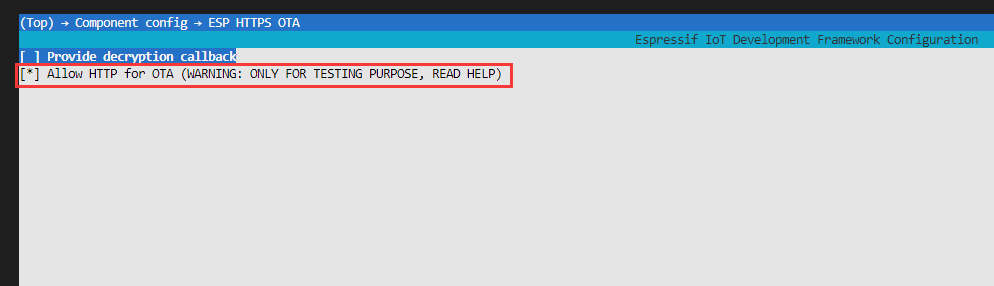 (Top) → Component config → ESP HTTPS OTA
Espressif IoT Development Framework Configuration
[ ] Provide decryption callback
[*] Allow HTTP for OTA (WARNING: ONLY FOR TESTING PURPOSE, READ HELP)